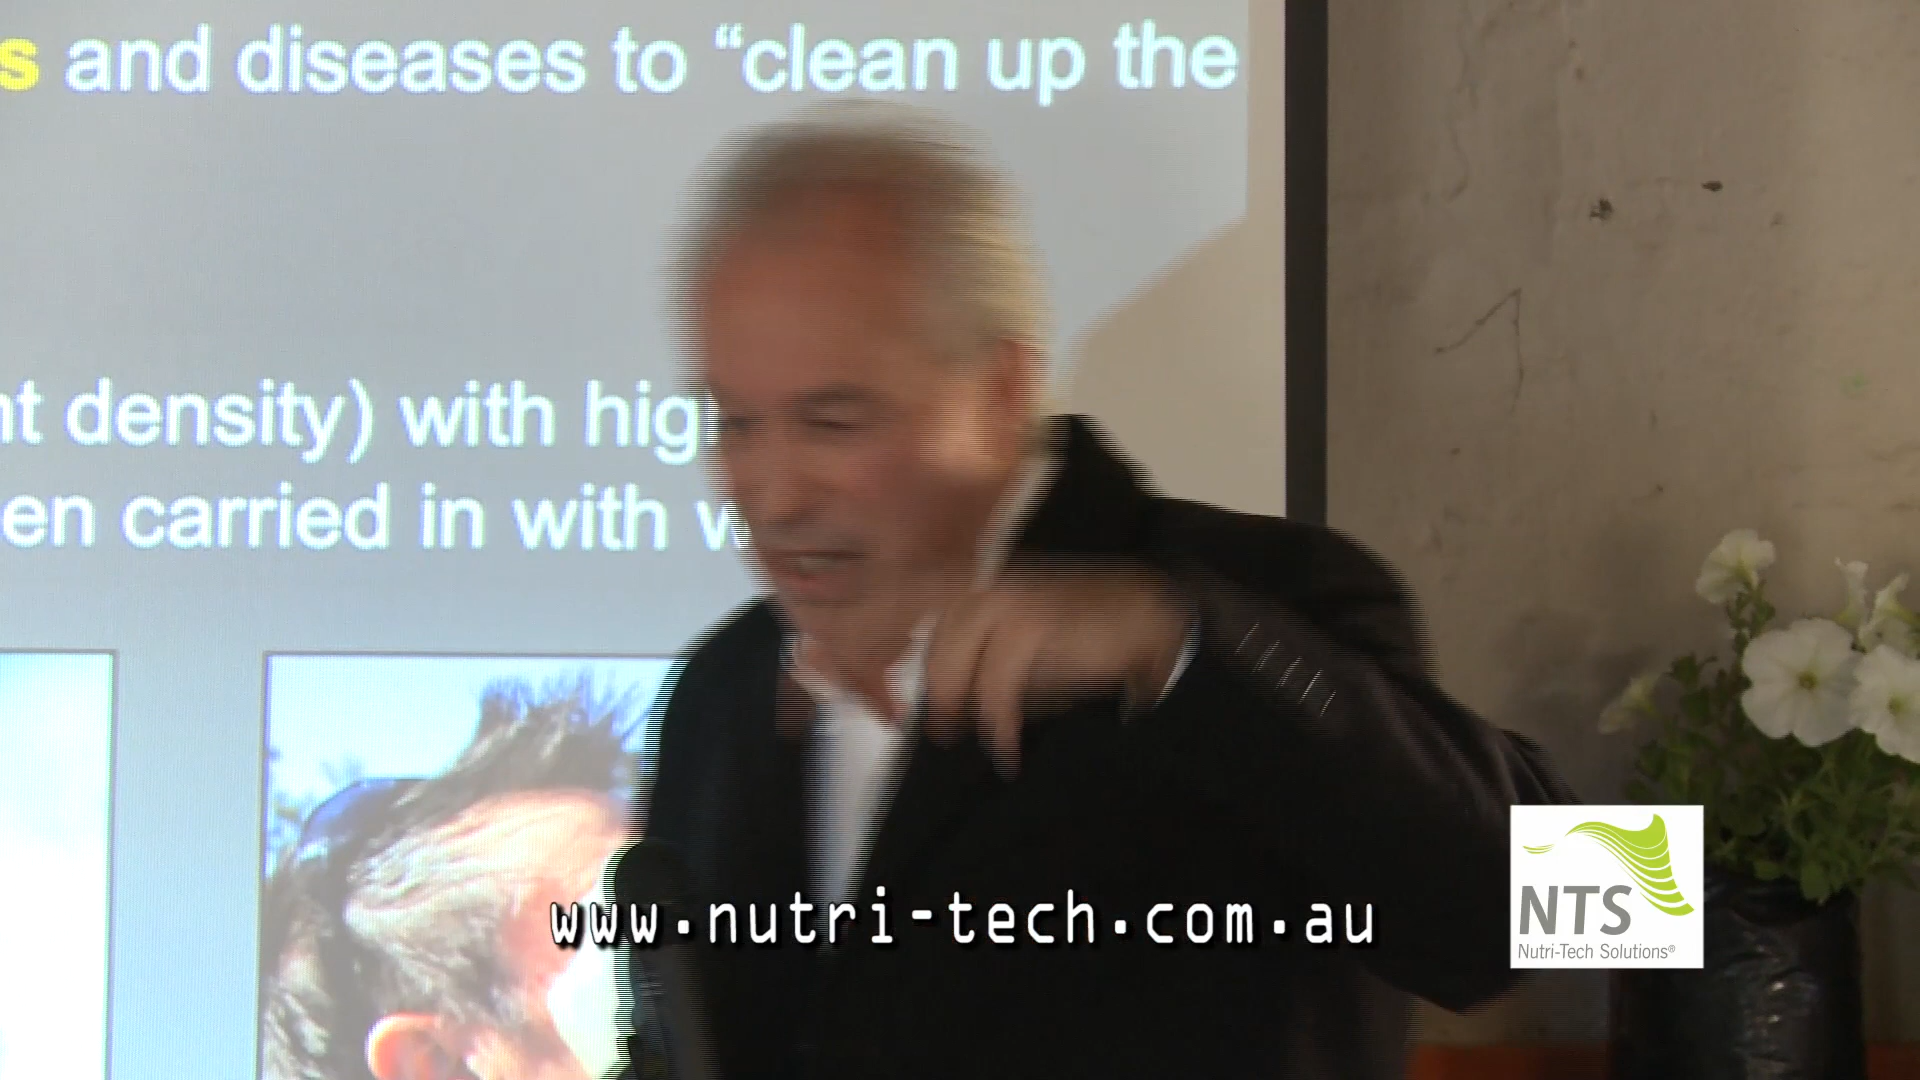 s and diseases to “clean up the
nt density) with hig
en carried in with w
www.nutri-tech.com.au
NTS
Nutri-Tech Solutions®